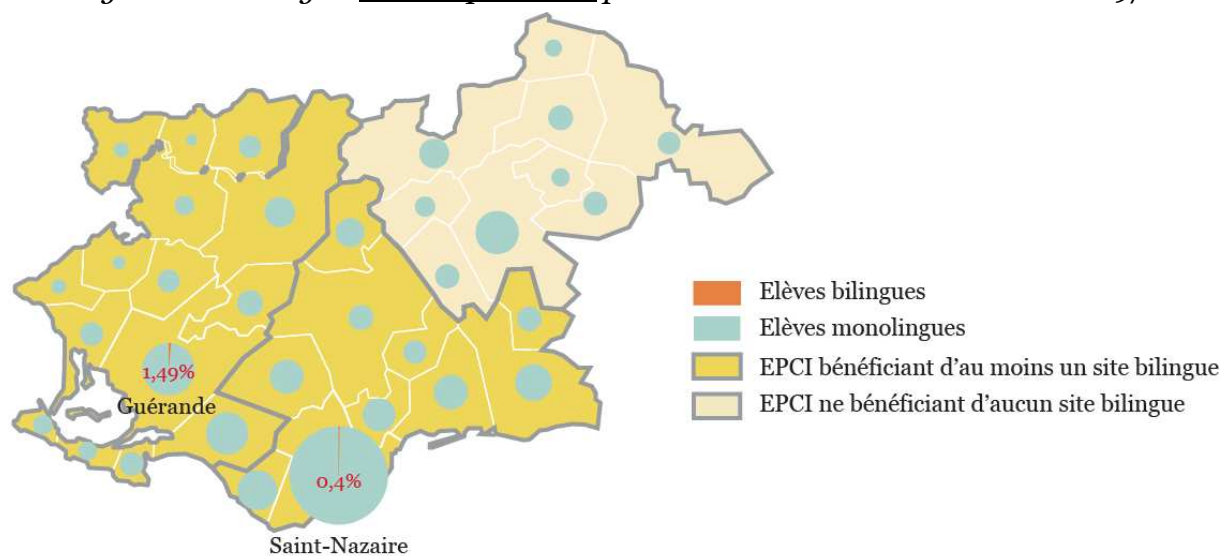 Elèves bilingues
Elèves monolingues
EPCI bénéficiant d'au moins un site bilingue
EPCI ne bénéficiant d'aucun site bilingue
1,49%
Guérande
0,4%
Saint-Nazaire